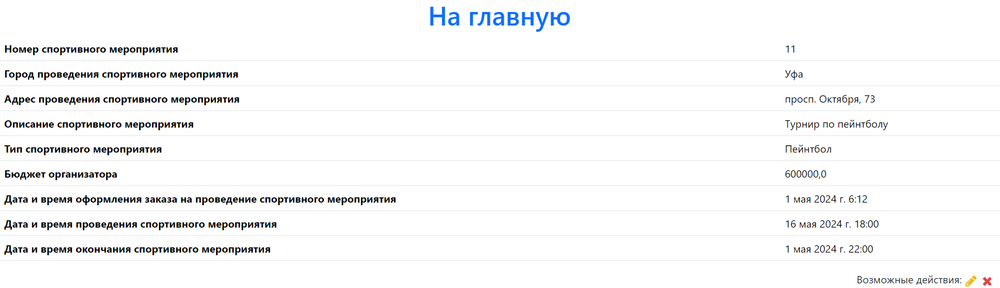 На главную
Номер спортивного мероприятия 11
Город проведения спортивного мероприятия Уфа
Адрес проведения спортивного мероприятия просп. Октября, 73
Описание спортивного мероприятия Турнир по пейнтболу
Тип спортивного мероприятия Пейнтбол
Бюджет организатора 600000,0
Дата и время оформления заказа на проведение спортивного мероприятия 1 мая 2024 г. 6:12
Дата и время проведения спортивного мероприятия 16 мая 2024 г. 18:00
Дата и время окончания спортивного мероприятия 1 мая 2024 г. 22:00
Возможные действия: